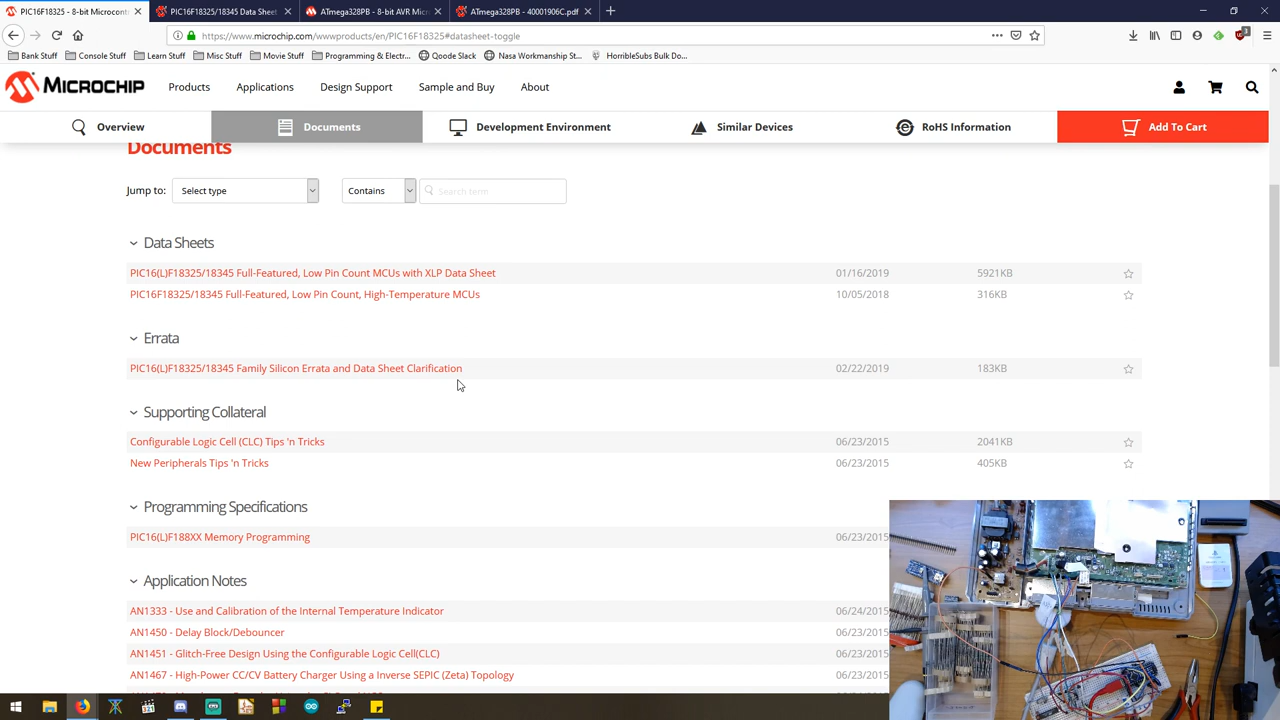 PIC16F18325 - 8-bit Microcontr
PIC16F18325/18345 Data Sheet
ATmega328PB - 8-bit AVR Micro
ATmega328PB - 40001906C.pdf
https://www.microchip.com/wwwproducts/en/PIC16F18325#datasheet-toggle
Bank Stuff
Console Stuff
Learn Stuff
Misc Stuff
Movie Stuff
Programming & Electr...
Qoode Slack
Nasa Workmanship St...
HorribleSubs Bulk Do...
MICROCHIP
Products
Applications
Design Support
Sample and Buy
About
Overview
Documents
Development Environment
Similar Devices
RoHS Information
Add To Cart
Documents
Jump to:
Select type
Contains
Search term
Data Sheets
PIC16(L)F18325/18345 Full-Featured, Low Pin Count MCUs with XLP Data Sheet 01/16/2019 5921KB
PIC16F18325/18345 Full-Featured, Low Pin Count, High-Temperature MCUs 10/05/2018 316KB
Errata
PIC16(L)F18325/18345 Family Silicon Errata and Data Sheet Clarification 02/22/2019 183KB
Supporting Collateral
Configurable Logic Cell (CLC) Tips 'n Tricks 06/23/2015 2041KB
New Peripherals Tips 'n Tricks 06/23/2015 405KB
Programming Specifications
PIC16(L)F188XX Memory Programming 06/23/2015
Application Notes
AN1333 - Use and Calibration of the Internal Temperature Indicator 06/24/2015
AN1450 - Delay Block/Debouncer 06/23/2015
AN1451 - Glitch-Free Design Using the Configurable Logic Cell(CLC) 06/23/2015
AN1467 - High-Power CC/CV Battery Charger Using a Inverse SEPIC (Zeta) Topology 06/23/2015